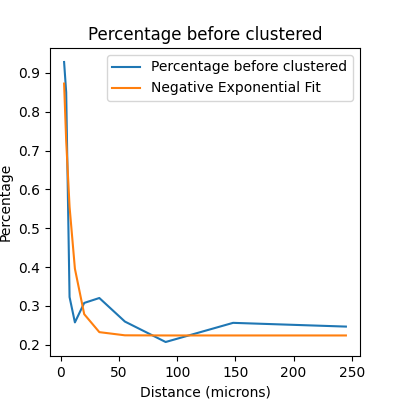 Percentage before clustered
Percentage before clustered
Negative Exponential Fit
0.9
0.8
0.7
0.6
0.5
0.4
0.3
0.2
Percentage
0
50
100
150
200
250
Distance (microns)